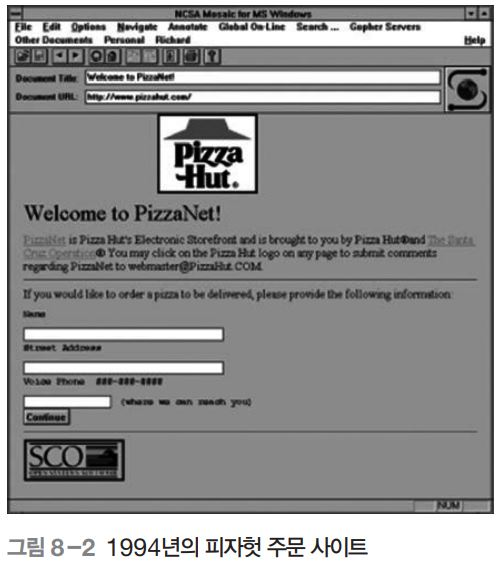 NCSA Mosaic for MS Windows
File Edit Options Navigate Annotate Global On-Line Search ... Gopher Servers
Other Documents Personal Richard Help
Document Title: Welcome to PizzaNet!
Document URL: http://www.pizzahut.com/
Pizza
Hut®
Welcome to PizzaNet!
PizzaNet is Pizza Hut's Electronic Storefront and is brought to you by Pizza Hut®and The Santa
Cruz Operation® You may click on the Pizza Hut logo on any page to submit comments
regarding PizzaNet to webmaster@PizzaHut.COM.
If you would like to order a pizza to be delivered, please provide the following information:
Name
Street Address
Voice Phone ###-###-####
(where we can reach you)
Continue
SCO
OPEN SYSTEMS SOFTWARE
NUM
그림 8-2 1994년의 피자헛 주문 사이트